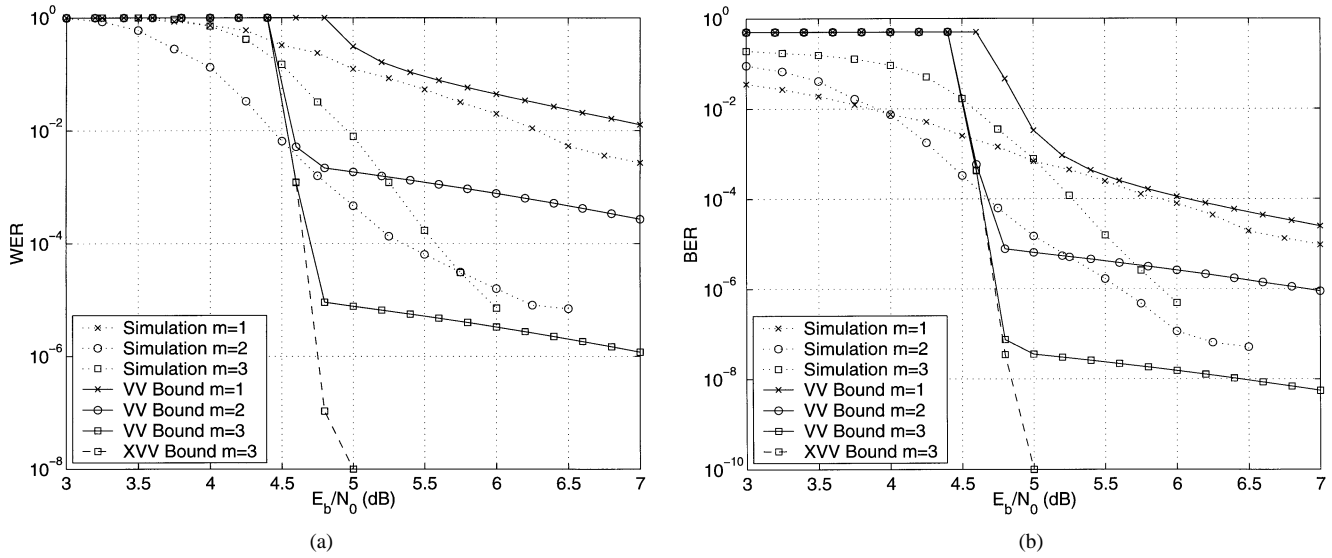 10^0
10^-2
10^-4
10^-6
10^-8
WER
Simulation m=1
Simulation m=2
Simulation m=3
VV Bound m=1
VV Bound m=2
VV Bound m=3
XVV Bound m=3
3 3.5 4 4.5 5 5.5 6 6.5 7
E_b/N_0 (dB)
(a)
10^0
10^-2
10^-4
10^-6
10^-8
10^-10
BER
Simulation m=1
Simulation m=2
Simulation m=3
VV Bound m=1
VV Bound m=2
VV Bound m=3
XVV Bound m=3
3 3.5 4 4.5 5 5.5 6 6.5 7
E_b/N_0 (dB)
(b)